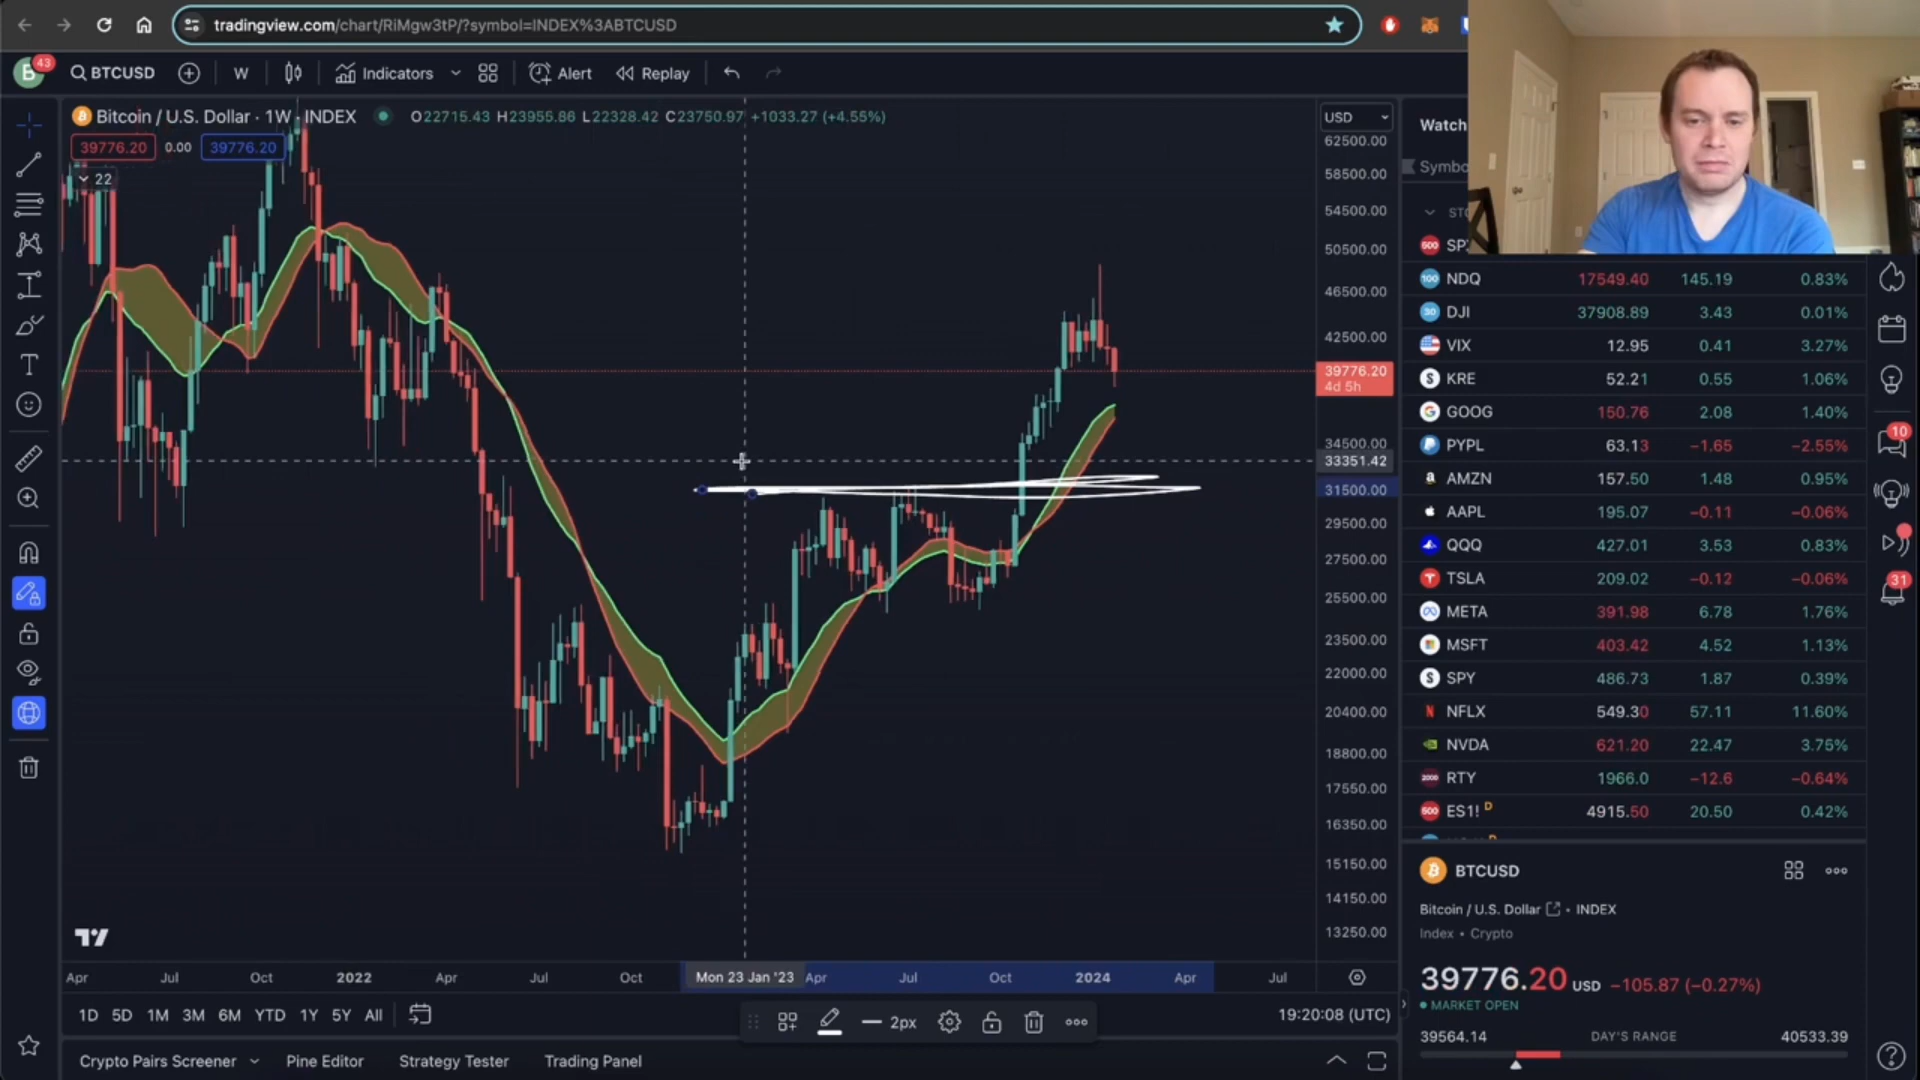 tradingview.com/chart/RiMgw3tP/?symbol=INDEX%3ABTCUSD
B 43 BTCUSD W Indicators Alert Replay
Bitcoin / U.S. Dollar · 1W · INDEX O22715.43 H23955.86 L22328.42 C23750.97 +1033.27 (+4.55%)
39776.20 0.00 39776.20
22
USD
62500.00
58500.00
54500.00
50500.00
46500.00
42500.00
39776.20
4d 5h
34500.00
33351.42
31500.00
29500.00
27500.00
25500.00
23500.00
22000.00
20400.00
18800.00
17550.00
16350.00
15150.00
14150.00
13250.00
Apr Jul Oct 2022 Apr Jul Oct Mon 23 Jan '23 Apr Jul Oct 2024 Apr Jul
1D 5D 1M 3M 6M YTD 1Y 5Y All
2px
19:20:08 (UTC)
Crypto Pairs Screener Pine Editor Strategy Tester Trading Panel
Watch
Symbo
NDQ 17549.40 145.19 0.83%
DJI 37908.89 3.43 0.01%
VIX 12.95 0.41 3.27%
KRE 52.21 0.55 1.06%
GOOG 150.76 2.08 1.40%
PYPL 63.13 −1.65 −2.55%
AMZN 157.50 1.48 0.95%
AAPL 195.07 −0.11 −0.06%
QQQ 427.01 3.53 0.83%
TSLA 209.02 −0.12 −0.06%
META 391.98 6.78 1.76%
MSFT 403.42 4.52 1.13%
SPY 486.73 1.87 0.39%
NFLX 549.30 57.11 11.60%
NVDA 621.20 22.47 3.75%
RTY 1966.0 −12.6 −0.64%
ES1! D 4915.50 20.50 0.42%
BTCUSD
Bitcoin / U.S. Dollar • INDEX
Index • Crypto
39776.20 USD −105.87 (−0.27%)
MARKET OPEN
39564.14 DAY'S RANGE 40533.39
10
31